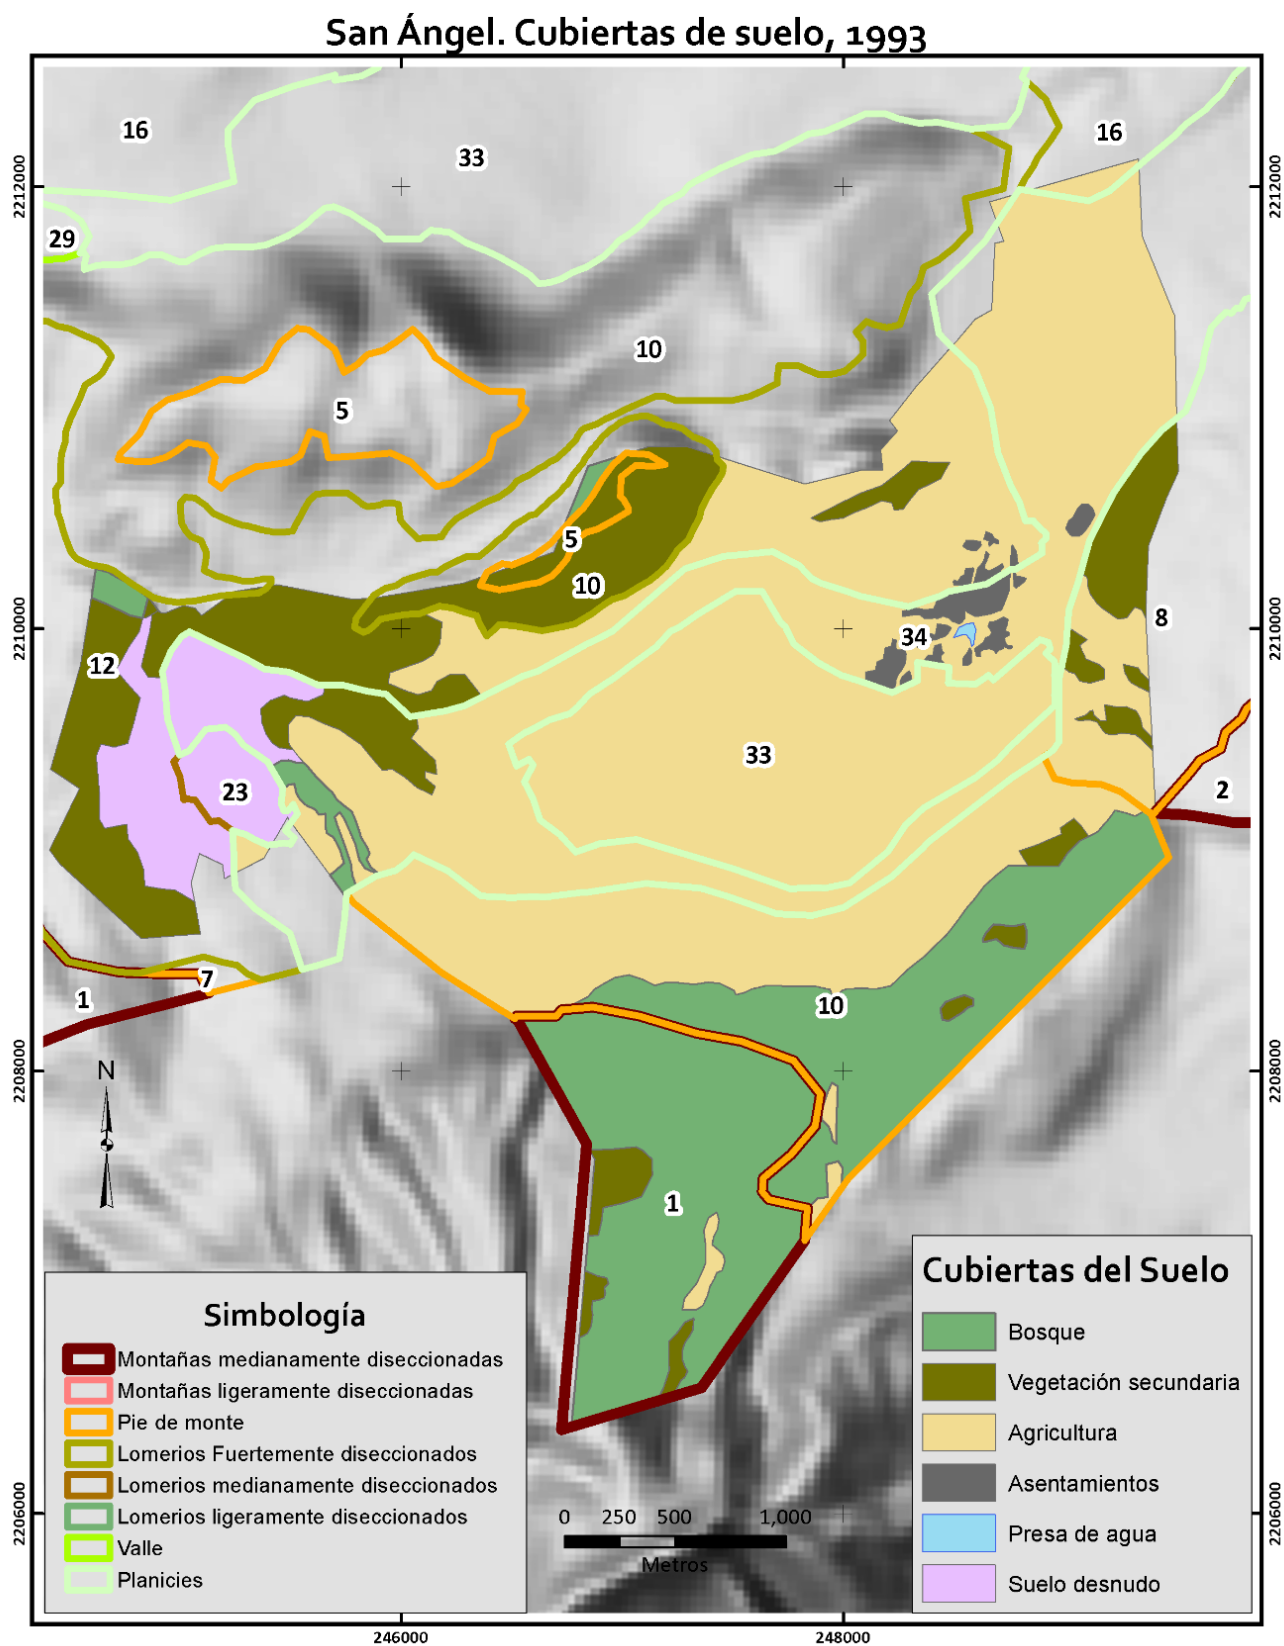 San Ángel. Cubiertas de suelo, 1993
16
16
33
2212000
2212000
29
10
5
5
10
2210000
2210000
8
34
12
33
23
2
7
1
10
N
2208000
2208000
1
Simbología
Montañas medianamente diseccionadas
Montañas ligeramente diseccionadas
Pie de monte
Lomerios Fuertemente diseccionados
Lomerios medianamente diseccionados
Lomerios ligeramente diseccionados
Valle
Planicies
0 250 500 1,000
Metros
Cubiertas del Suelo
Bosque
Vegetación secundaria
Agricultura
Asentamientos
Presa de agua
Suelo desnudo
2206000
2206000
246000
248000